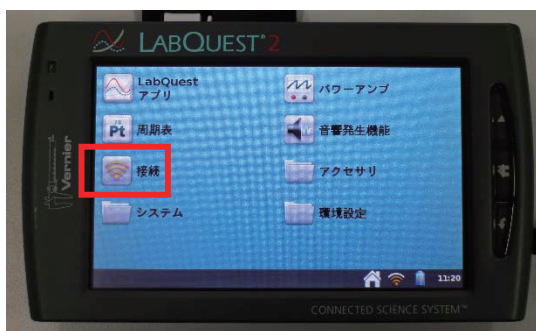 LABQUEST®2
LabQuest
アプリ
パワーアンプ
Pt 周期表
音響発生機能
接続
アクセサリ
システム
環境設定
11:20
Vernier
CONNECTED SCIENCE SYSTEM™